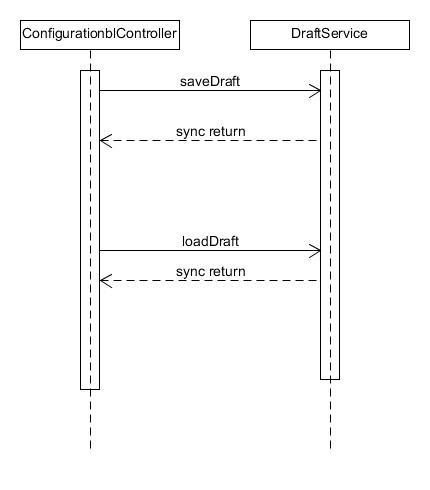 ConfigurationblController
DraftService
saveDraft
sync return
loadDraft
sync return